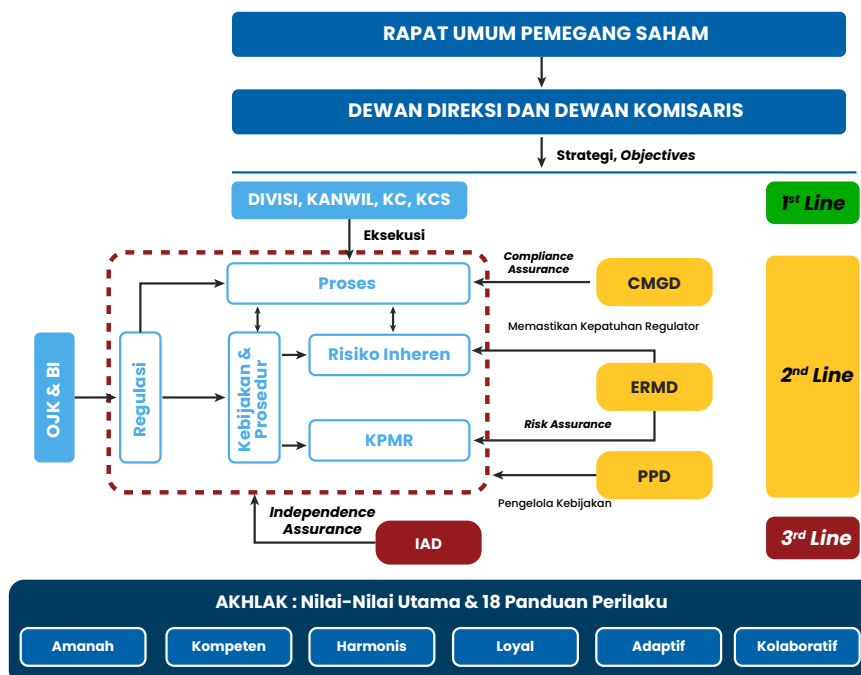 RAPAT UMUM PEMEGANG SAHAM
DEWAN DIREKSI DAN DEWAN KOMISARIS
Strategi, Objectives
DIVISI, KANWIL, KC, KCS
1st Line
Eksekusi
Compliance
Assurance
Proses
CMGD
Memastikan Kepatuhan Regulator
OJK & BI
Regulasi
Kebijakan &
Prosedur
Risiko Inheren
ERMD
2nd Line
Risk Assurance
KPMR
PPD
Pengelola Kebijakan
Independence
Assurance
IAD
3rd Line
AKHLAK : Nilai-Nilai Utama & 18 Panduan Perilaku
Amanah
Kompeten
Harmonis
Loyal
Adaptif
Kolaboratif